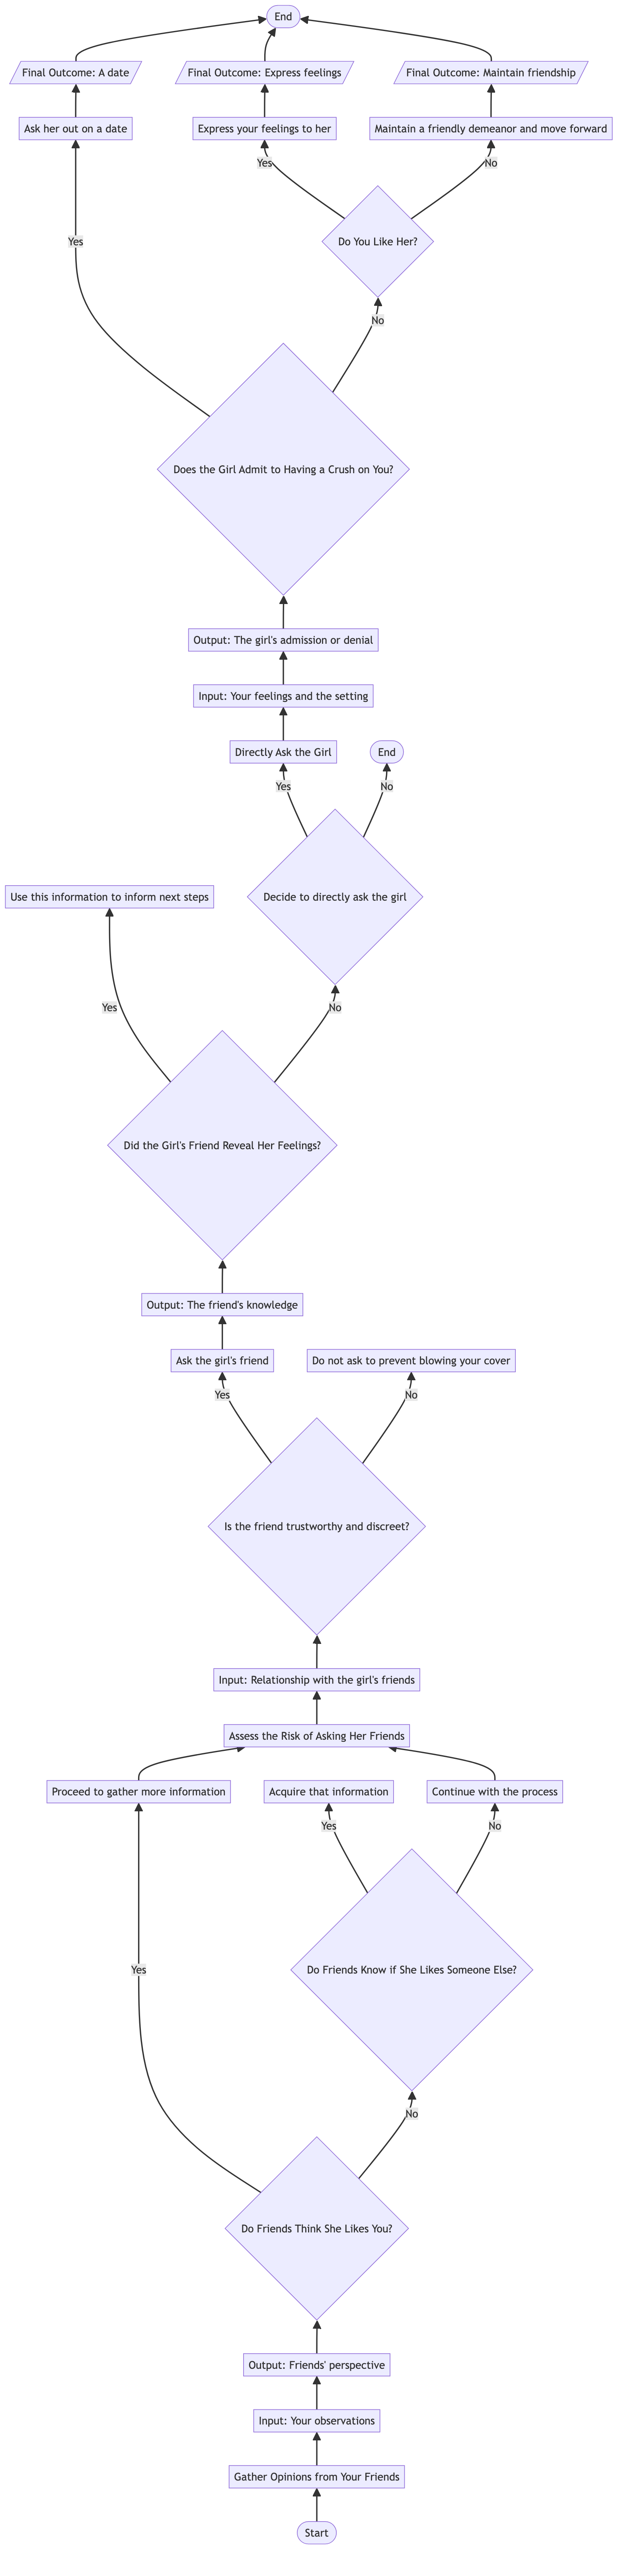 End
Final Outcome: A date
Final Outcome: Express feelings
Final Outcome: Maintain friendship
Ask her out on a date
Express your feelings to her
Maintain a friendly demeanor and move forward
Yes
No
Do You Like Her?
Yes
No
Does the Girl Admit to Having a Crush on You?
Output: The girl's admission or denial
Input: Your feelings and the setting
Directly Ask the Girl
End
Yes
No
Use this information to inform next steps
Decide to directly ask the girl
Yes
No
Did the Girl's Friend Reveal Her Feelings?
Output: The friend's knowledge
Ask the girl's friend
Do not ask to prevent blowing your cover
Yes
No
Is the friend trustworthy and discreet?
Input: Relationship with the girl's friends
Assess the Risk of Asking Her Friends
Proceed to gather more information
Acquire that information
Continue with the process
Yes
No
Do Friends Know if She Likes Someone Else?
Yes
No
Do Friends Think She Likes You?
Output: Friends' perspective
Input: Your observations
Gather Opinions from Your Friends
Start